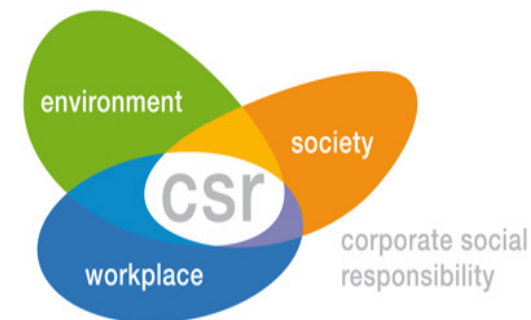 environment
society
csr
corporate social
responsibility
workplace